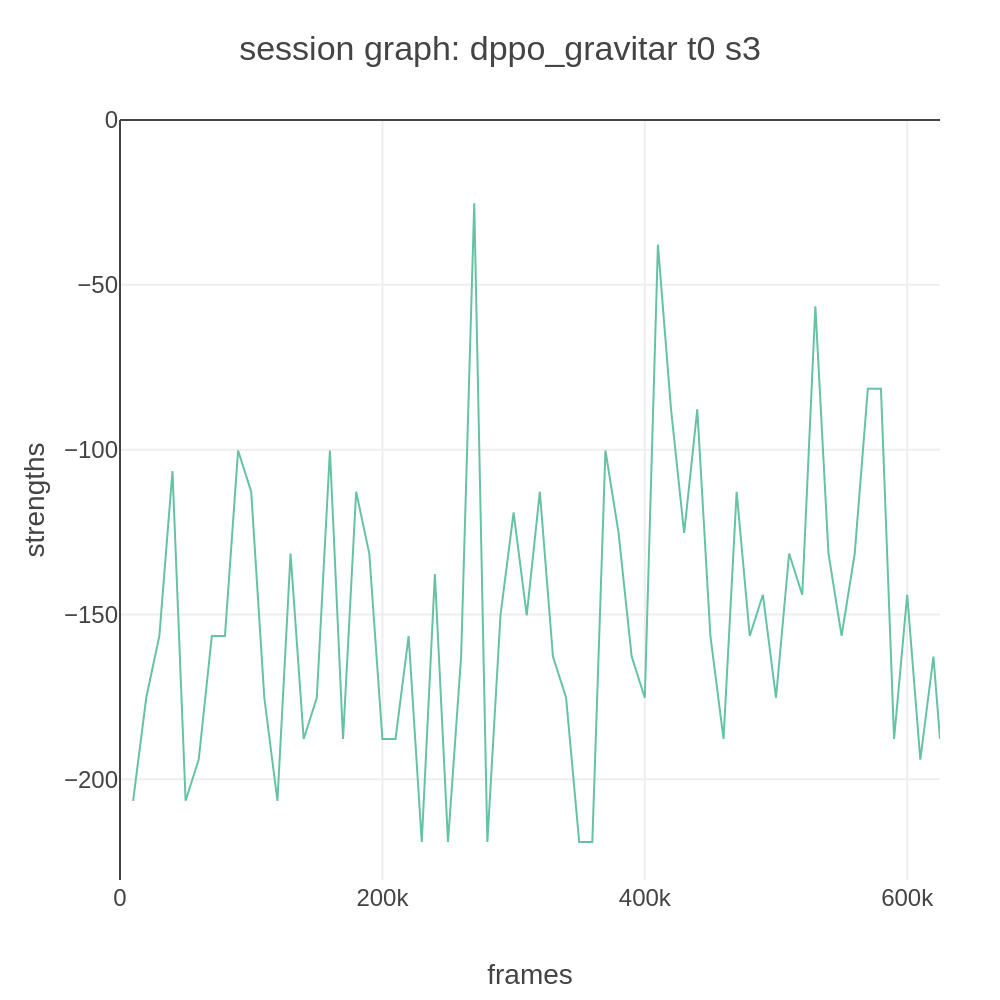 session graph: dppo_gravitar t0 s3
0
−50
−100
−150
−200
strengths
0
200k
400k
600k
frames